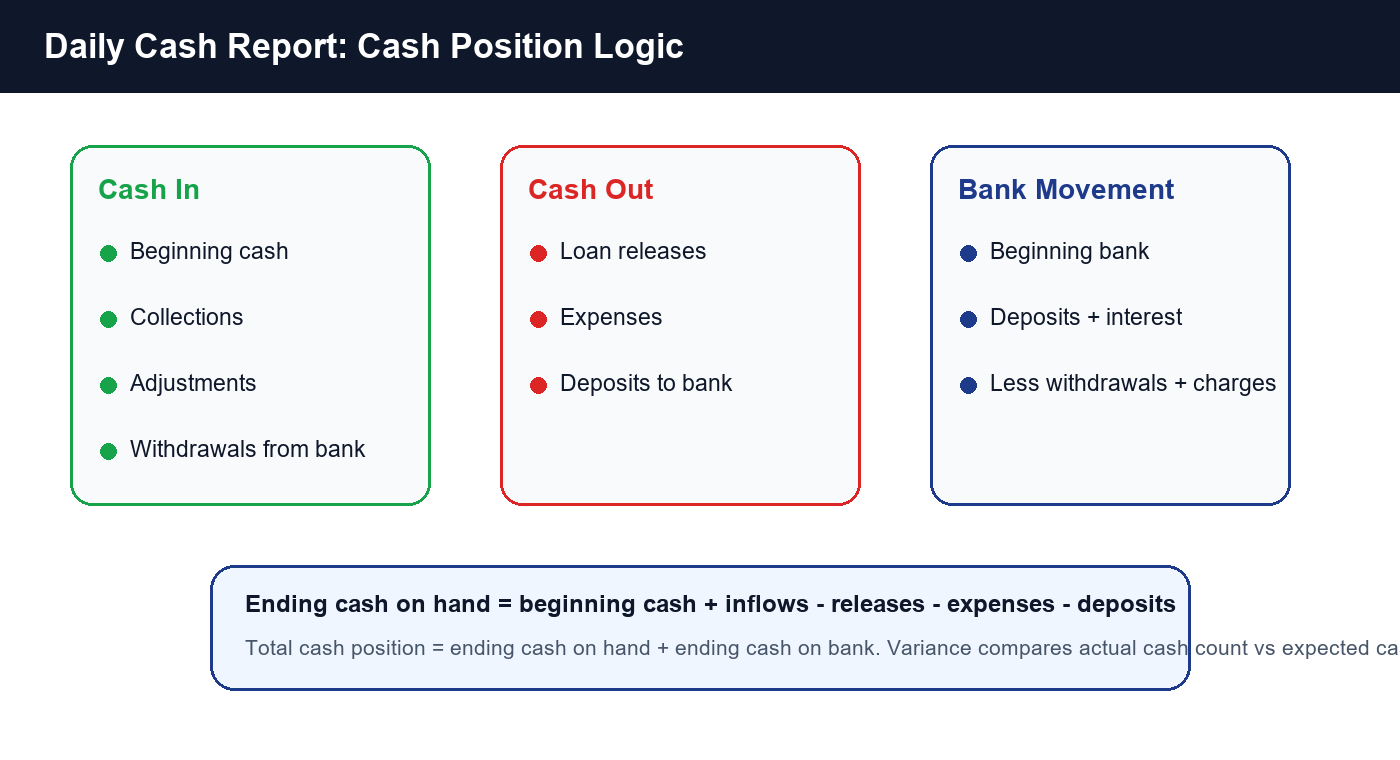 Daily Cash Report: Cash Position Logic
Cash In
Beginning cash
Collections
Adjustments
Withdrawals from bank
Cash Out
Loan releases
Expenses
Deposits to bank
Bank Movement
Beginning bank
Deposits + interest
Less withdrawals + charges
Ending cash on hand = beginning cash + inflows - releases - expenses - deposits
Total cash position = ending cash on hand + ending cash on bank. Variance compares actual cash count vs expected ca